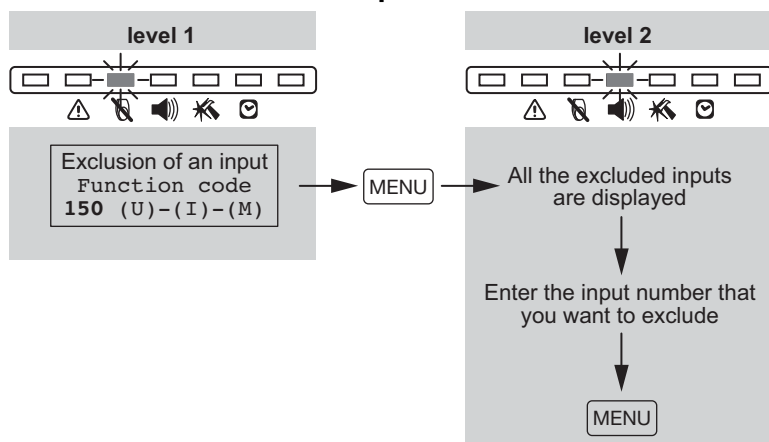 level 1
Exclusion of an input
Function code
150 (U)-(I)-(M)
MENU
level 2
All the excluded inputs
are displayed
Enter the input number that
you want to exclude
MENU